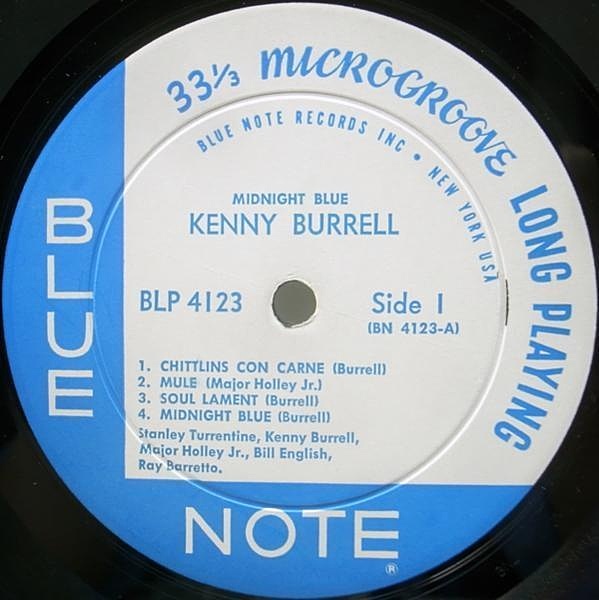 33⅓ MICROGROOVE LONG PLAYING
BLUE NOTE RECORDS INC • NEW YORK USA
MIDNIGHT BLUE
KENNY BURRELL
BLP 4123
Side 1
(BN 4123-A)
1. CHITTLINS CON CARNE (Burrell)
2. MULE (Major Holley Jr.)
3. SOUL LAMENT (Burrell)
4. MIDNIGHT BLUE (Burrell)
Stanley Turrentine, Kenny Burrell,
Major Holley Jr., Bill English,
Ray Barretto.
BLUE
NOTE
®